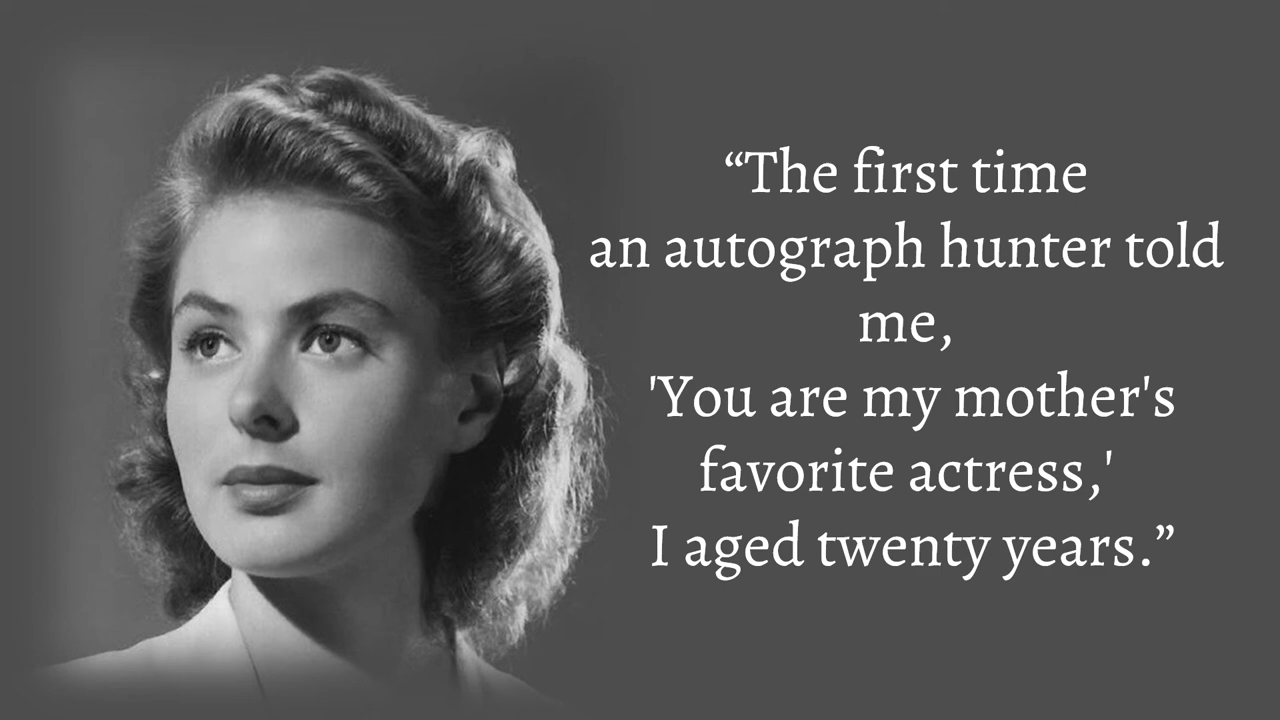 “The first time
an autograph hunter told
me,
'You are my mother's
favorite actress,'
I aged twenty years.”